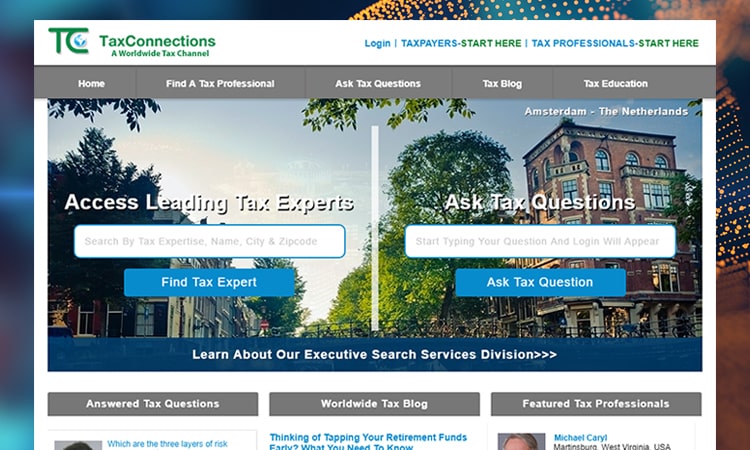 TC TaxConnections
A Worldwide Tax Channel
Login | TAXPAYERS-START HERE | TAX PROFESSIONALS-START HERE
Home Find A Tax Professional Ask Tax Questions Tax Blog Tax Education
Amsterdam - The Netherlands
Access Leading Tax Experts
Search By Tax Expertise, Name, City & Zipcode
Find Tax Expert
Ask Tax Questions
Start Typing Your Question And Login Will Appear
Ask Tax Question
Learn About Our Executive Search Services Division>>>
Answered Tax Questions
Which are the three layers of risk
Worldwide Tax Blog
Thinking of Tapping Your Retirement Funds
Early? What You Need To Know
Featured Tax Professionals
Michael Caryl
Martinsburg, West Virginia, USA